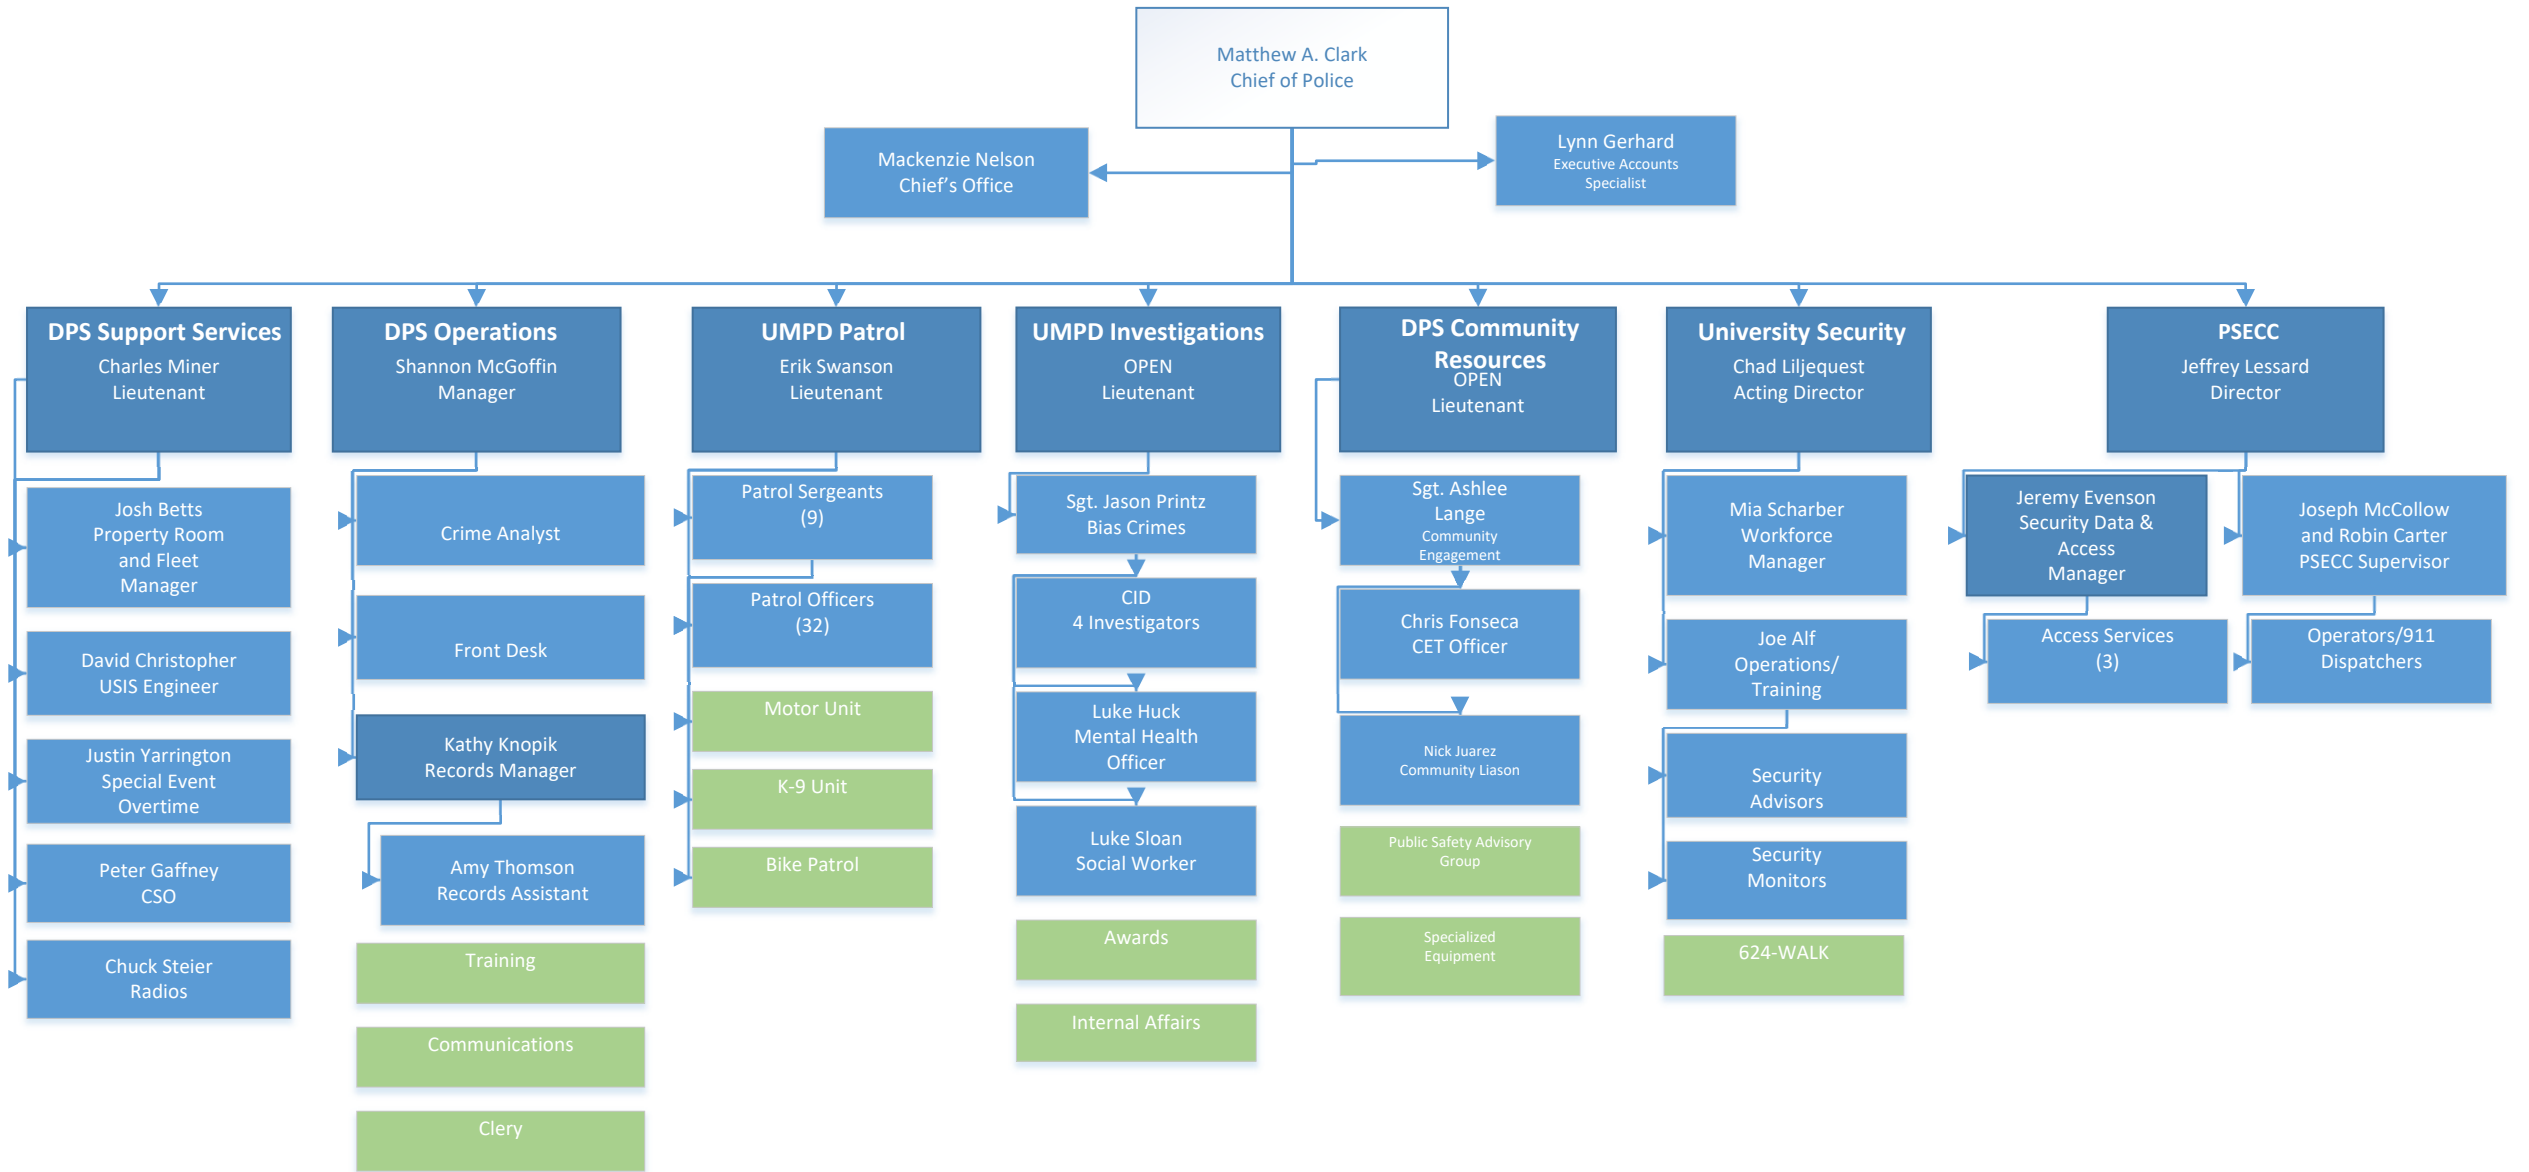 Matthew A. Clark
Chief of Police
Mackenzie Nelson
Chief's Office
Lynn Gerhard
Executive Accounts
Specialist
DPS Support Services
Charles Miner
Lieutenant
Josh Betts
Property Room
and Fleet
Manager
David Christopher
USIS Engineer
Justin Yarrington
Special Event
Overtime
Peter Gaffney
CSO
Chuck Steier
Radios
DPS Operations
Shannon McGoffin
Manager
Crime Analyst
Front Desk
Kathy Knopik
Records Manager
Amy Thomson
Records Assistant
Training
Communications
Clery
UMPD Patrol
Erik Swanson
Lieutenant
Patrol Sergeants
(9)
Patrol Officers
(32)
Motor Unit
K-9 Unit
Bike Patrol
UMPD Investigations
OPEN
Lieutenant
Sgt. Jason Printz
Bias Crimes
CID
4 Investigators
Luke Huck
Mental Health
Officer
Luke Sloan
Social Worker
Awards
Internal Affairs
DPS Community
Resources
OPEN
Lieutenant
Sgt. Ashlee
Lange
Community
Engagement
Chris Fonseca
CET Officer
Nick Juarez
Community Liason
Public Safety Advisory
Group
Specialized
Equipment
University Security
Chad Liljequest
Acting Director
Mia Scharber
Workforce
Manager
Joe Alf
Operations/
Training
Security
Advisors
Security
Monitors
624-WALK
PSECC
Jeffrey Lessard
Director
Jeremy Evenson
Security Data &
Access
Manager
Access Services
(3)
Joseph McCollow
and Robin Carter
PSECC Supervisor
Operators/911
Dispatchers